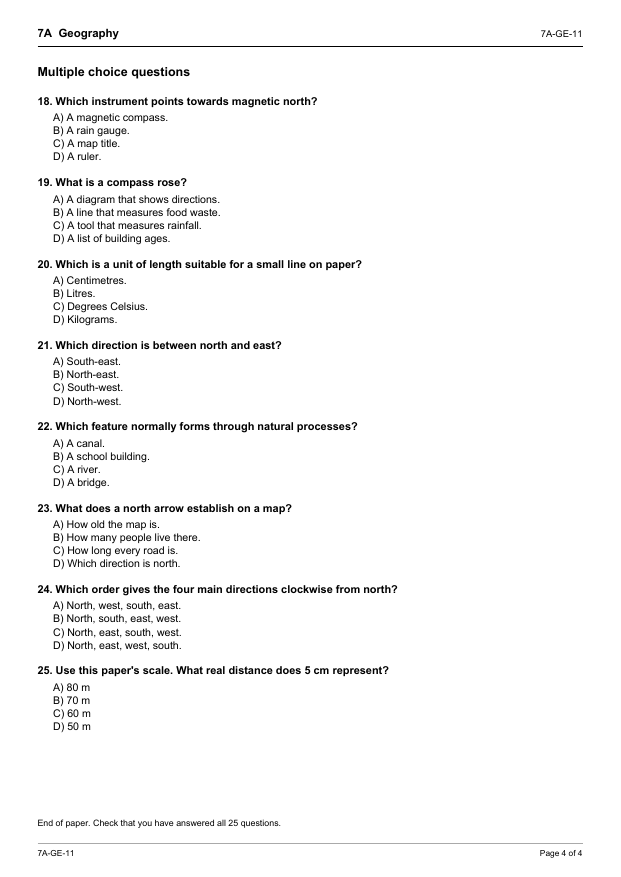 7A Geography
7A-GE-11
Multiple choice questions
18. Which instrument points towards magnetic north?
A) A magnetic compass.
B) A rain gauge.
C) A map title.
D) A ruler.
19. What is a compass rose?
A) A diagram that shows directions.
B) A line that measures food waste.
C) A tool that measures rainfall.
D) A list of building ages.
20. Which is a unit of length suitable for a small line on paper?
A) Centimetres.
B) Litres.
C) Degrees Celsius.
D) Kilograms.
21. Which direction is between north and east?
A) South-east.
B) North-east.
C) South-west.
D) North-west.
22. Which feature normally forms through natural processes?
A) A canal.
B) A school building.
C) A river.
D) A bridge.
23. What does a north arrow establish on a map?
A) How old the map is.
B) How many people live there.
C) How long every road is.
D) Which direction is north.
24. Which order gives the four main directions clockwise from north?
A) North, west, south, east.
B) North, south, east, west.
C) North, east, south, west.
D) North, east, west, south.
25. Use this paper's scale. What real distance does 5 cm represent?
A) 80 m
B) 70 m
C) 60 m
D) 50 m
End of paper. Check that you have answered all 25 questions.
7A-GE-11
Page 4 of 4